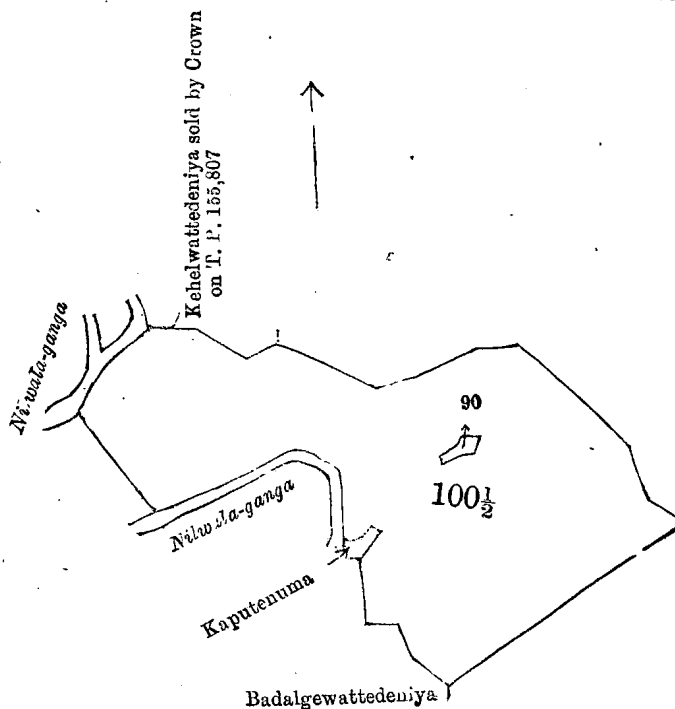 Kehelwattedeniya sold by Crown
on T. P. 155,807
Nilwala-ganga
90
100½
Nilwala-ganga
Kaputenuma
Badalgewattedeniya